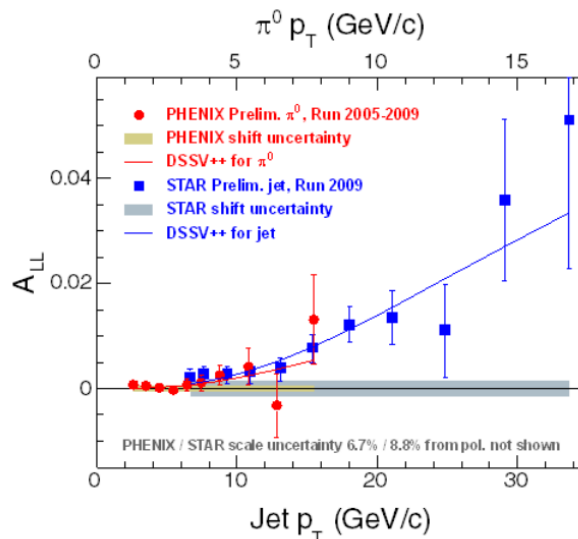 π⁰ p_T (GeV/c)
0 5 10 15
PHENIX Prelim. π⁰, Run 2005-2009
PHENIX shift uncertainty
DSSV++ for π⁰
STAR Prelim. jet, Run 2009
STAR shift uncertainty
DSSV++ for jet
0.04
0.02
0
A_LL
PHENIX / STAR scale uncertainty 6.7% / 8.8% from pol. not shown
0 10 20 30
Jet p_T (GeV/c)